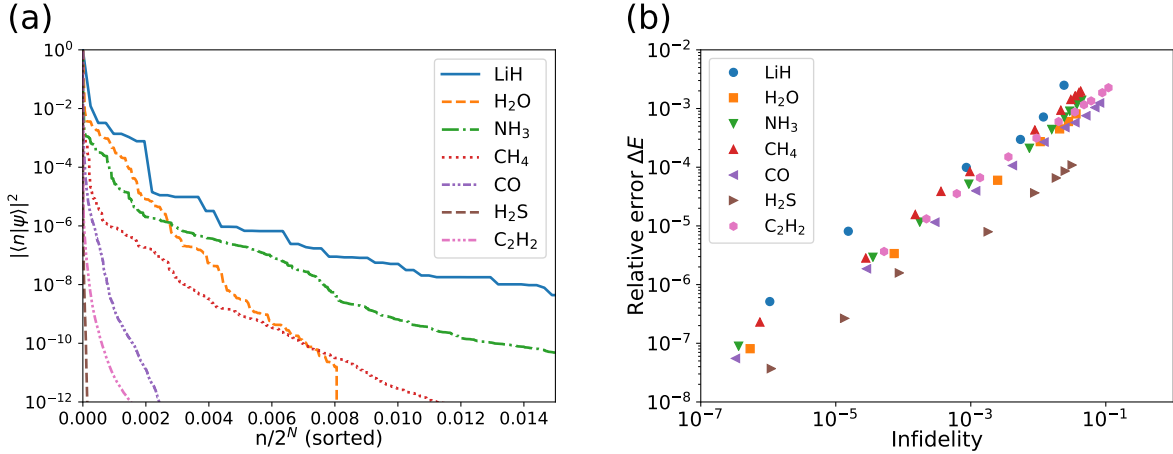 (a)
|⟨n|ψ⟩|²
10⁰
10⁻²
10⁻⁴
10⁻⁶
10⁻⁸
10⁻¹⁰
10⁻¹²
0.000 0.002 0.004 0.006 0.008 0.010 0.012 0.014
n/2ᴺ (sorted)
LiH
H₂O
NH₃
CH₄
CO
H₂S
C₂H₂
(b)
Relative error ΔE
10⁻²
10⁻³
10⁻⁴
10⁻⁵
10⁻⁶
10⁻⁷
10⁻⁸
10⁻⁷ 10⁻⁵ 10⁻³ 10⁻¹
Infidelity
LiH
H₂O
NH₃
CH₄
CO
H₂S
C₂H₂